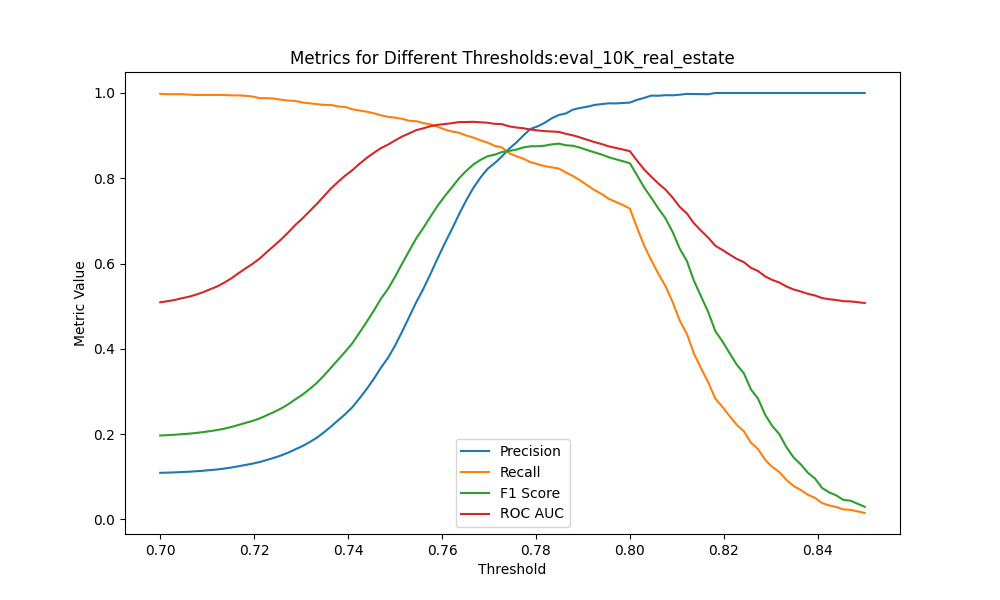 Metrics for Different Thresholds:eval_10K_real_estate
Metric Value
1.0
0.8
0.6
0.4
0.2
0.0
Precision
Recall
F1 Score
ROC AUC
0.70 0.72 0.74 0.76 0.78 0.80 0.82 0.84
Threshold